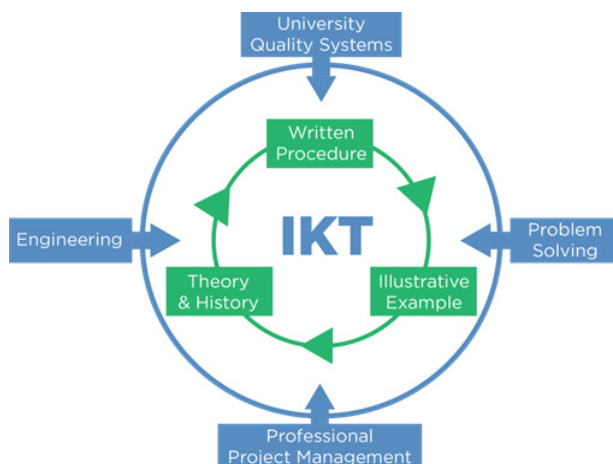 University
Quality Systems
Written
Procedure
IKT
Engineering
Problem
Solving
Theory
& History
Illustrative
Example
Professional
Project Management